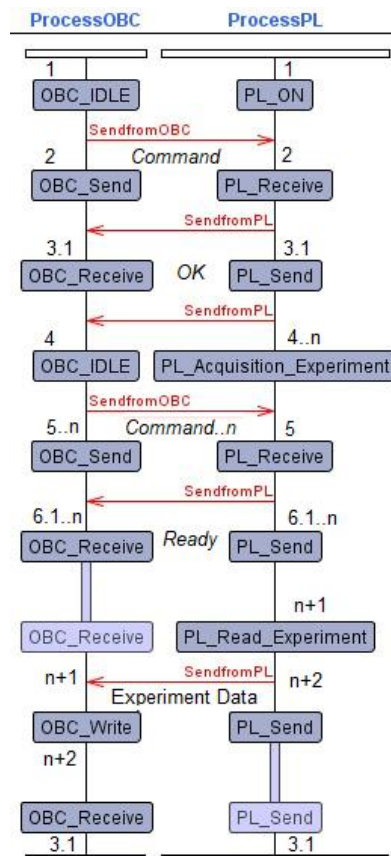 ProcessOBC ProcessPL
1 1
OBC_IDLE PL_ON
SendfromOBC
2 Command 2
OBC_Send PL_Receive
SendfromPL
3.1 3.1
OBC_Receive OK PL_Send
SendfromPL
4 4..n
OBC_IDLE PL_Acquisition_Experiment
SendfromOBC
5..n Command..n 5
OBC_Send PL_Receive
SendfromPL
6.1..n 6.1..n
OBC_Receive Ready PL_Send
n+1
OBC_Receive PL_Read_Experiment
n+1 SendfromPL n+2
Experiment Data
OBC_Write PL_Send
n+2
OBC_Receive PL_Send
3.1 3.1